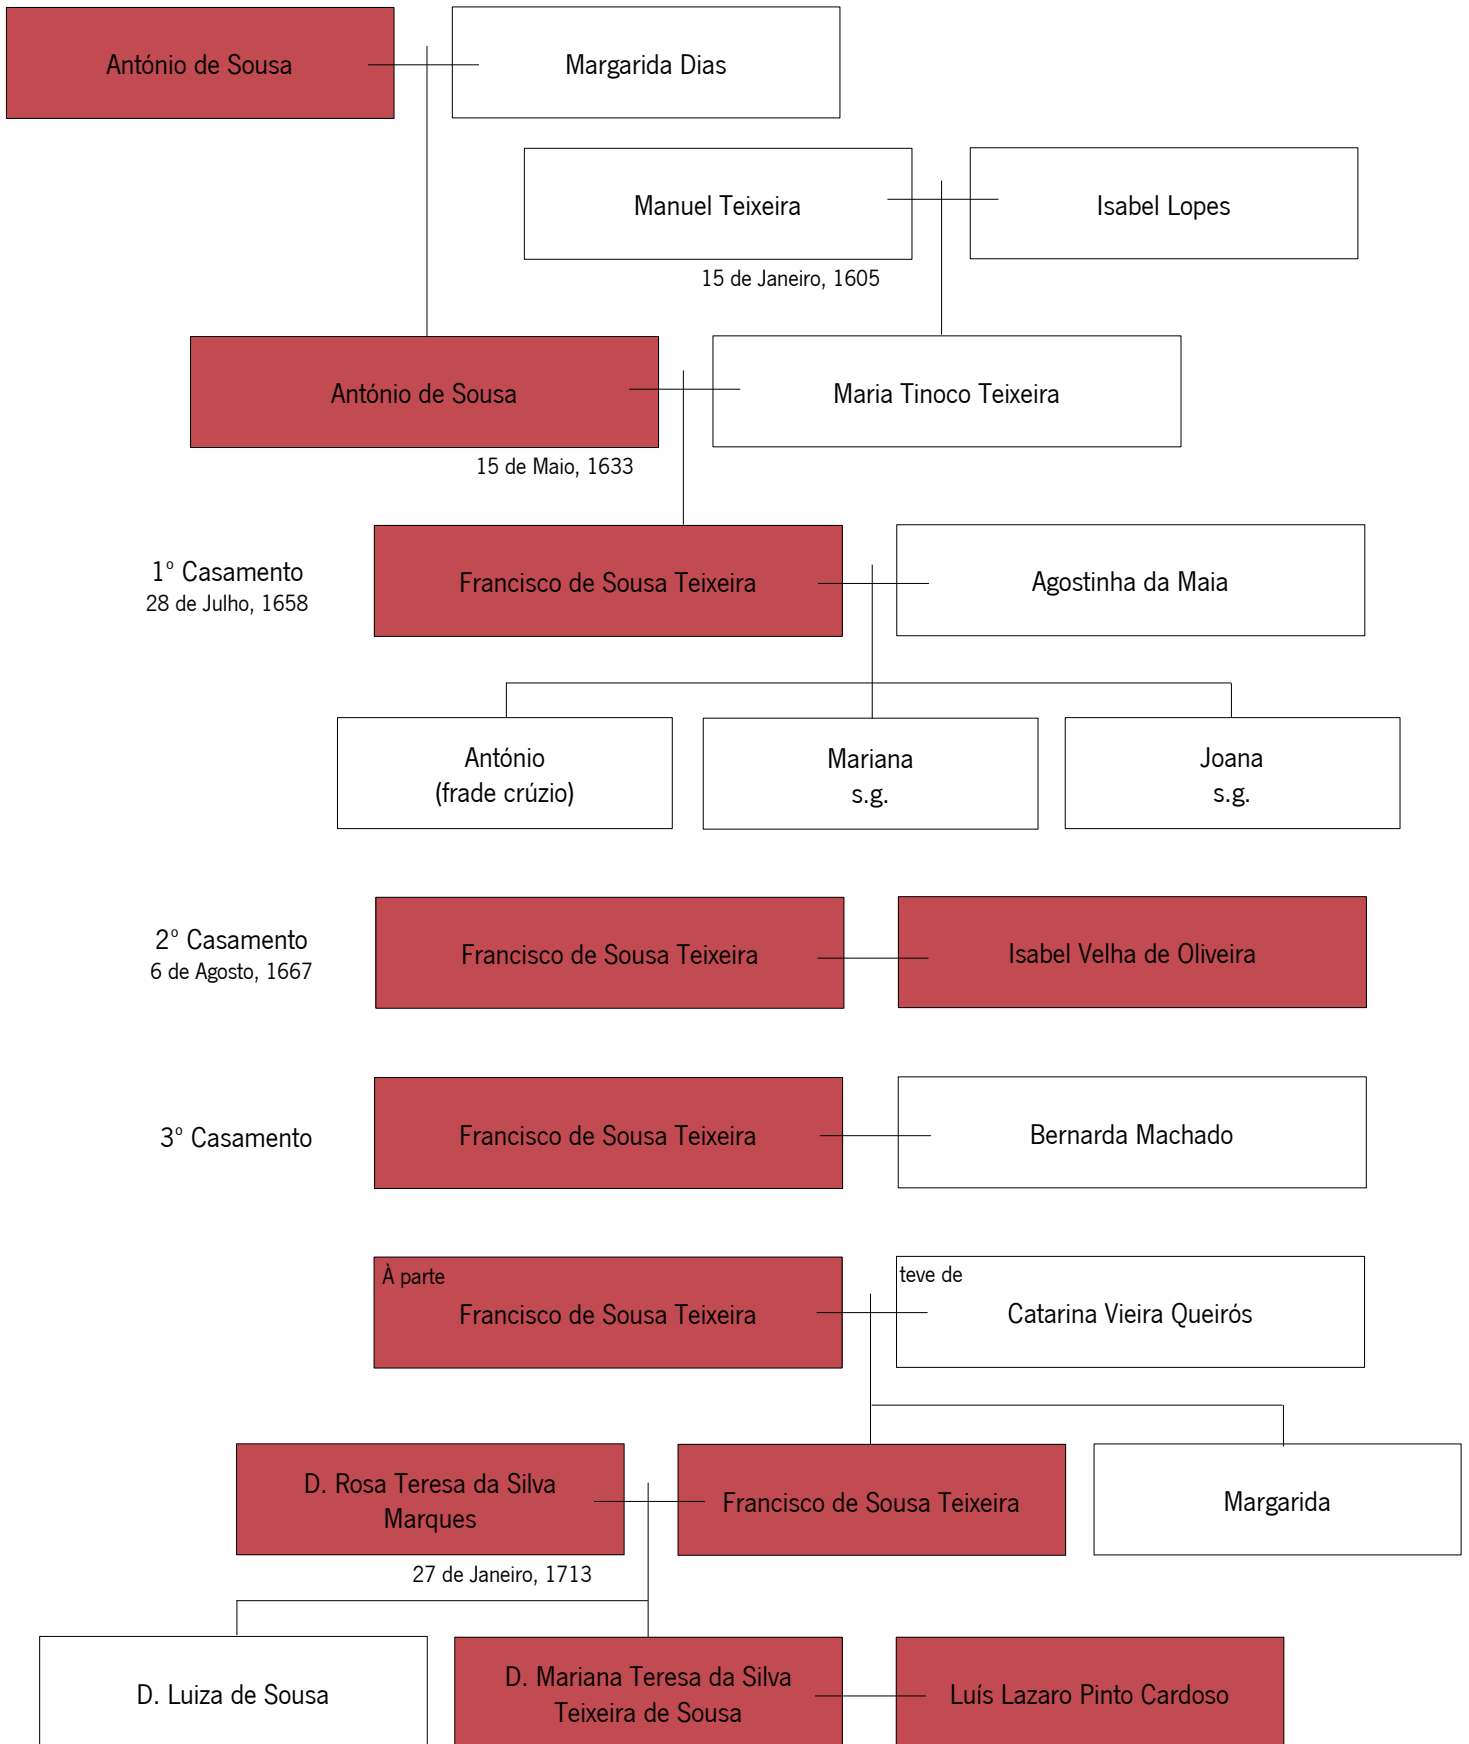 António de Sousa
Margarida Dias
Manuel Teixeira
Isabel Lopes
15 de Janeiro, 1605
António de Sousa
Maria Tinoco Teixeira
15 de Maio, 1633
1º Casamento
28 de Julho, 1658
Francisco de Sousa Teixeira
Agostinha da Maia
António
(frade crúzio)
Mariana
s.g.
Joana
s.g.
2º Casamento
6 de Agosto, 1667
Francisco de Sousa Teixeira
Isabel Velha de Oliveira
3º Casamento
Francisco de Sousa Teixeira
Bernarda Machado
À parte
Francisco de Sousa Teixeira
teve de
Catarina Vieira Queirós
D. Rosa Teresa da Silva
Marques
Francisco de Sousa Teixeira
Margarida
27 de Janeiro, 1713
D. Luiza de Sousa
D. Mariana Teresa da Silva
Teixeira de Sousa
Luís Lazaro Pinto Cardoso